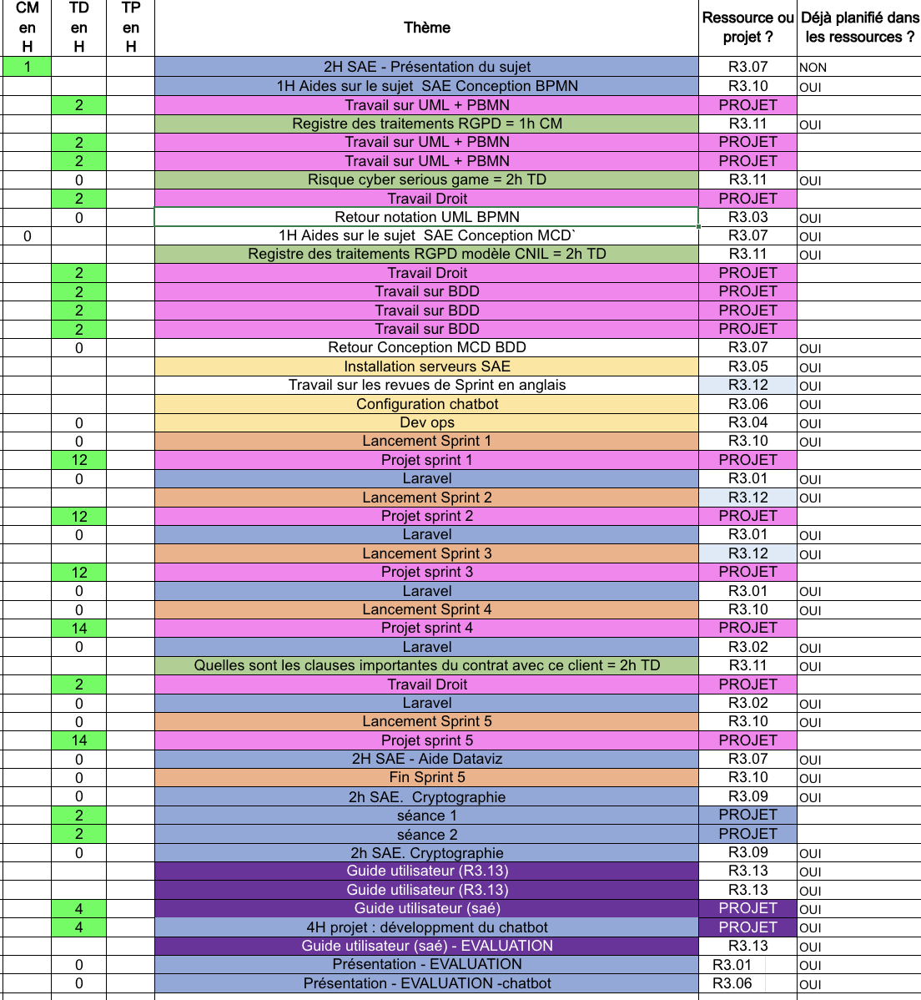 CM en H	TD en H	TP en H	Thème	Ressource ou projet ?	Déjà planifié dans les ressources ?
1	2H SAE - Présentation du sujet	R3.07	NON
1H Aides sur le sujet  SAE Conception BPMN	R3.10	OUI
2	Travail sur UML + PBMN	PROJET
Registre des traitements RGPD = 1h CM	R3.11	OUI
2	Travail sur UML + PBMN	PROJET
2	Travail sur UML + PBMN	PROJET
0	Risque cyber serious game = 2h TD	R3.11	OUI
2	Travail Droit	PROJET
0	Retour notation UML BPMN	R3.03	OUI
0	1H Aides sur le sujet  SAE Conception MCD`	R3.07	OUI
Registre des traitements RGPD modèle CNIL = 2h TD	R3.11	OUI
2	Travail Droit	PROJET
2	Travail sur BDD	PROJET
2	Travail sur BDD	PROJET
2	Travail sur BDD	PROJET
0	Retour Conception MCD BDD	R3.07	OUI
Installation serveurs SAE	R3.05	OUI
Travail sur les revues de Sprint en anglais	R3.12	OUI
Configuration chatbot	R3.06	OUI
0	Dev ops	R3.04	OUI
0	Lancement Sprint 1	R3.10	OUI
12	Projet sprint 1	PROJET
0	Laravel	R3.01	OUI
Lancement Sprint 2	R3.12	OUI
12	Projet sprint 2	PROJET
0	Laravel	R3.01	OUI
Lancement Sprint 3	R3.12	OUI
12	Projet sprint 3	PROJET
0	Laravel	R3.01	OUI
0	Lancement Sprint 4	R3.10	OUI
14	Projet sprint 4	PROJET
0	Laravel	R3.02	OUI
Quelles sont les clauses importantes du contrat avec ce client = 2h TD	R3.11	OUI
2	Travail Droit	PROJET
0	Laravel	R3.02	OUI
0	Lancement Sprint 5	R3.10	OUI
14	Projet sprint 5	PROJET
0	2H SAE - Aide Dataviz	R3.07	OUI
0	Fin Sprint 5	R3.10	OUI
0	2h SAE.  Cryptographie	R3.09	OUI
2	séance 1	PROJET
2	séance 2	PROJET
0	2h SAE. Cryptographie	R3.09	OUI
Guide utilisateur (R3.13)	R3.13	OUI
Guide utilisateur (R3.13)	R3.13	OUI
4	Guide utilisateur (saé)	PROJET	OUI
4	4H projet : développment du chatbot	PROJET	OUI
Guide utilisateur (saé) - EVALUATION	R3.13	OUI
0	Présentation - EVALUATION	R3.01	OUI
0	Présentation - EVALUATION -chatbot	R3.06	OUI